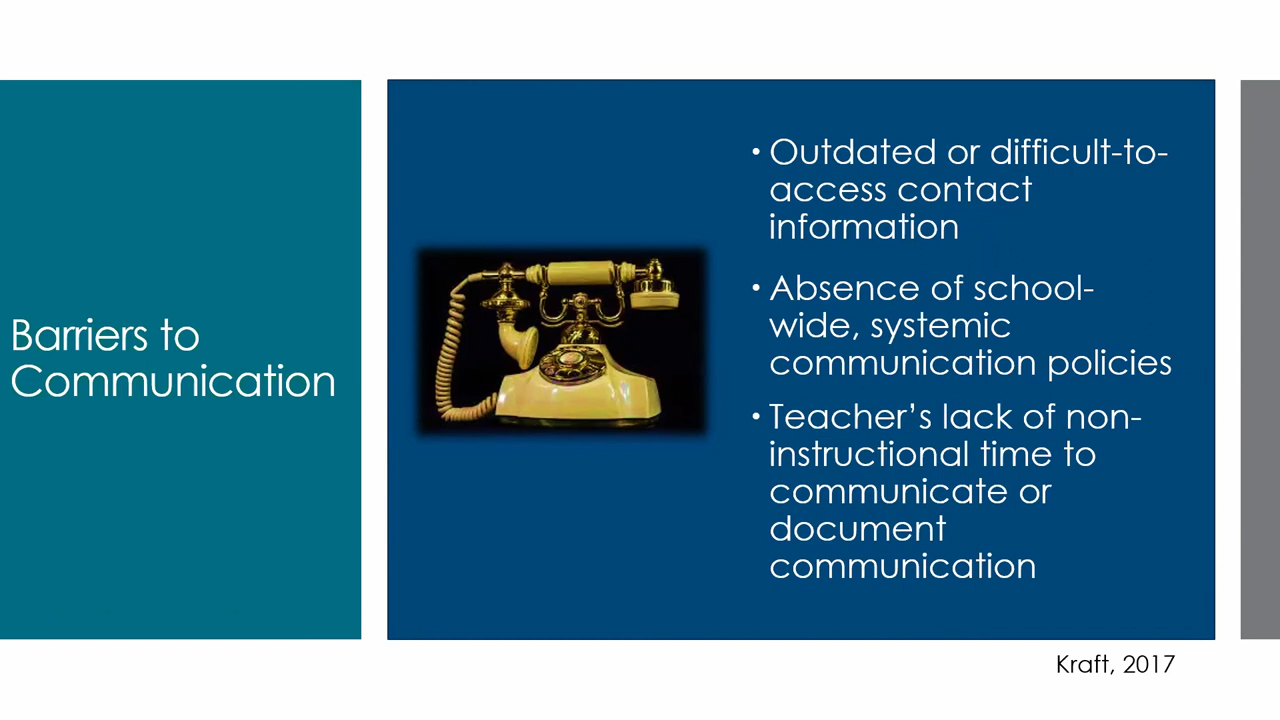 Barriers to
Communication
• Outdated or difficult-to-
access contact
information
• Absence of school-
wide, systemic
communication policies
• Teacher’s lack of non-
instructional time to
communicate or
document
communication
Kraft, 2017